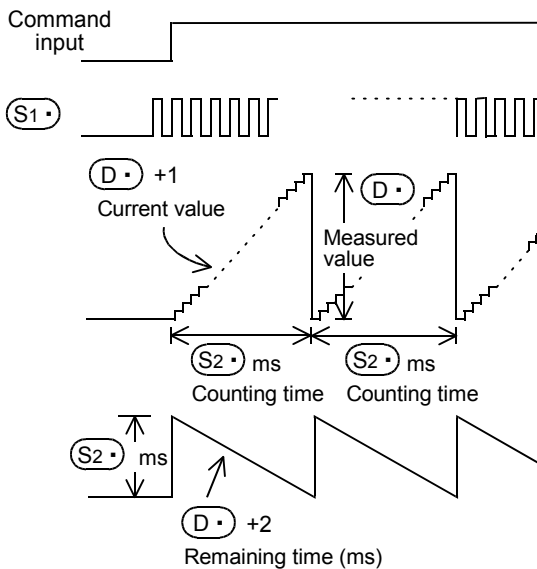 Command
input
S1・
D・ +1
Current value
D・
Measured
value
S2・ ms
Counting time
S2・ ms
Counting time
S2・ ms
D・ +2
Remaining time (ms)